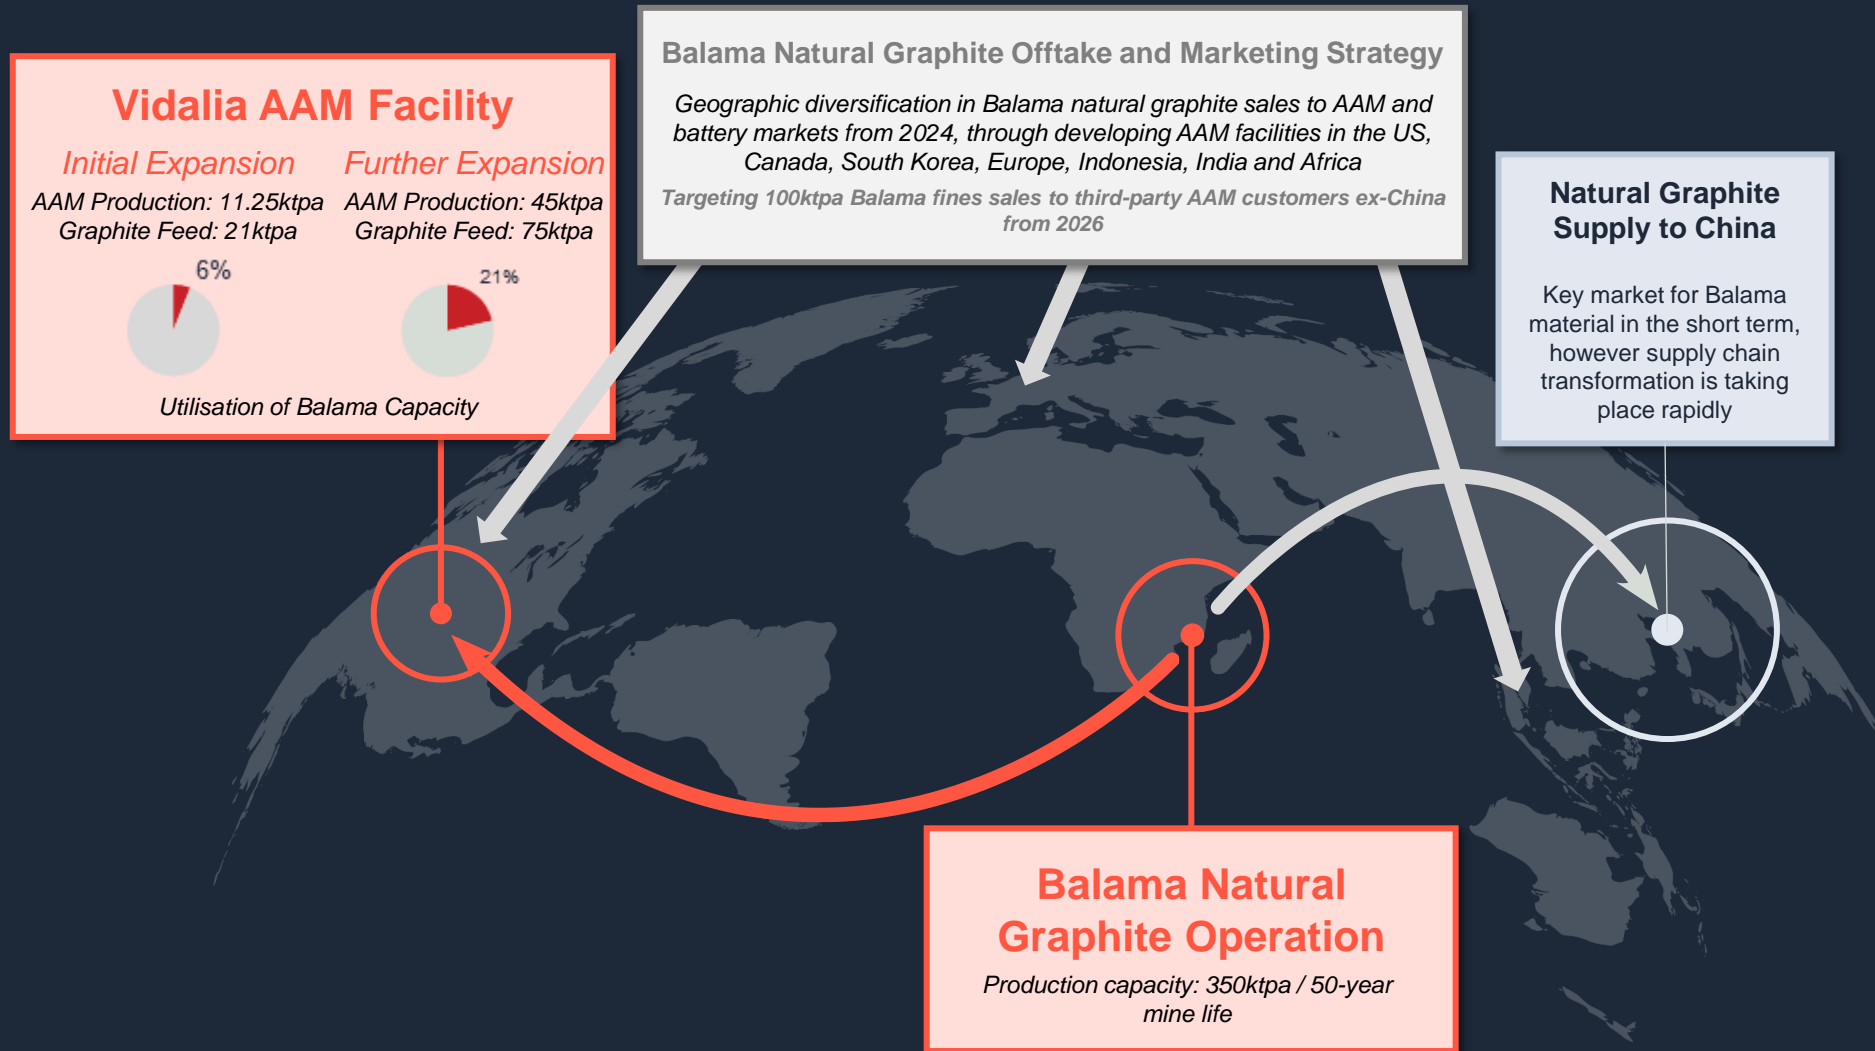 Vidalia AAM Facility
Initial Expansion
AAM Production: 11.25ktpa
Graphite Feed: 21ktpa
6%
Further Expansion
AAM Production: 45ktpa
Graphite Feed: 75ktpa
21%
Utilisation of Balama Capacity
Balama Natural Graphite Offtake and Marketing Strategy
Geographic diversification in Balama natural graphite sales to AAM and
battery markets from 2024, through developing AAM facilities in the US,
Canada, South Korea, Europe, Indonesia, India and Africa
Targeting 100ktpa Balama fines sales to third-party AAM customers ex-China
from 2026
Natural Graphite
Supply to China
Key market for Balama
material in the short term,
however supply chain
transformation is taking
place rapidly
Balama Natural
Graphite Operation
Production capacity: 350ktpa / 50-year
mine life